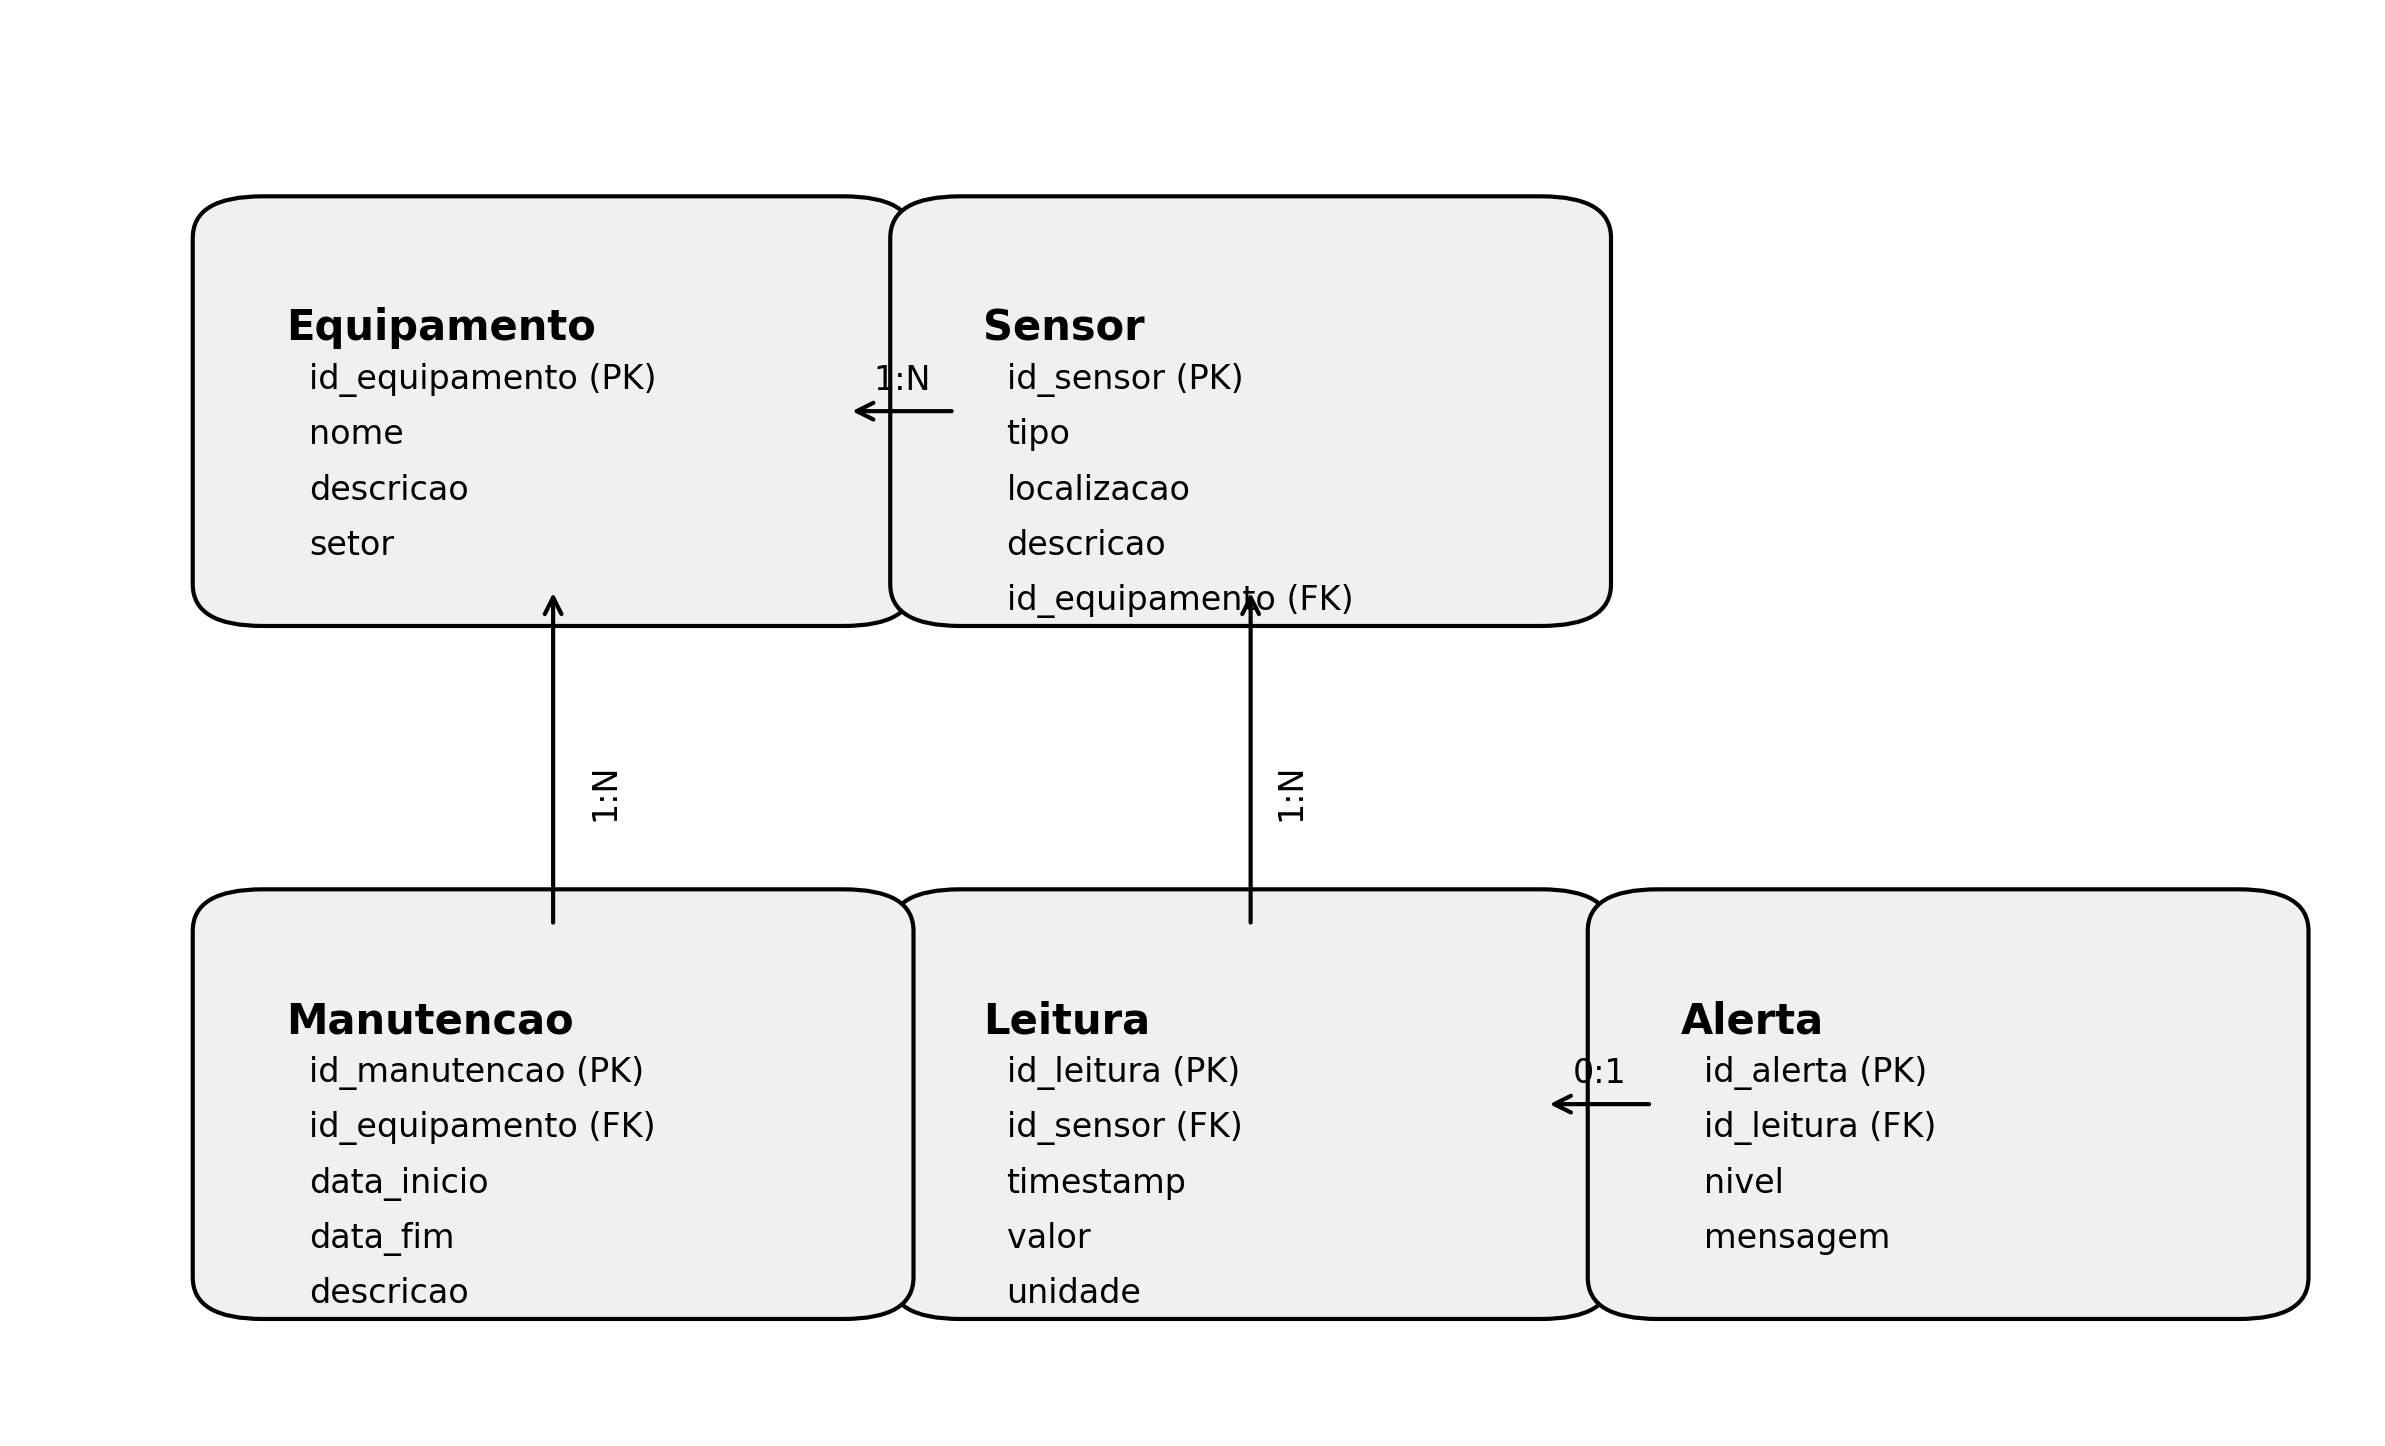 Equipamento
id_equipamento (PK)
nome
descricao
setor
1:N
Sensor
id_sensor (PK)
tipo
localizacao
descricao
id_equipamento (FK)
1:N
1:N
Manutencao
id_manutencao (PK)
id_equipamento (FK)
data_inicio
data_fim
descricao
Leitura
id_leitura (PK)
id_sensor (FK)
timestamp
valor
unidade
0:1
Alerta
id_alerta (PK)
id_leitura (FK)
nivel
mensagem